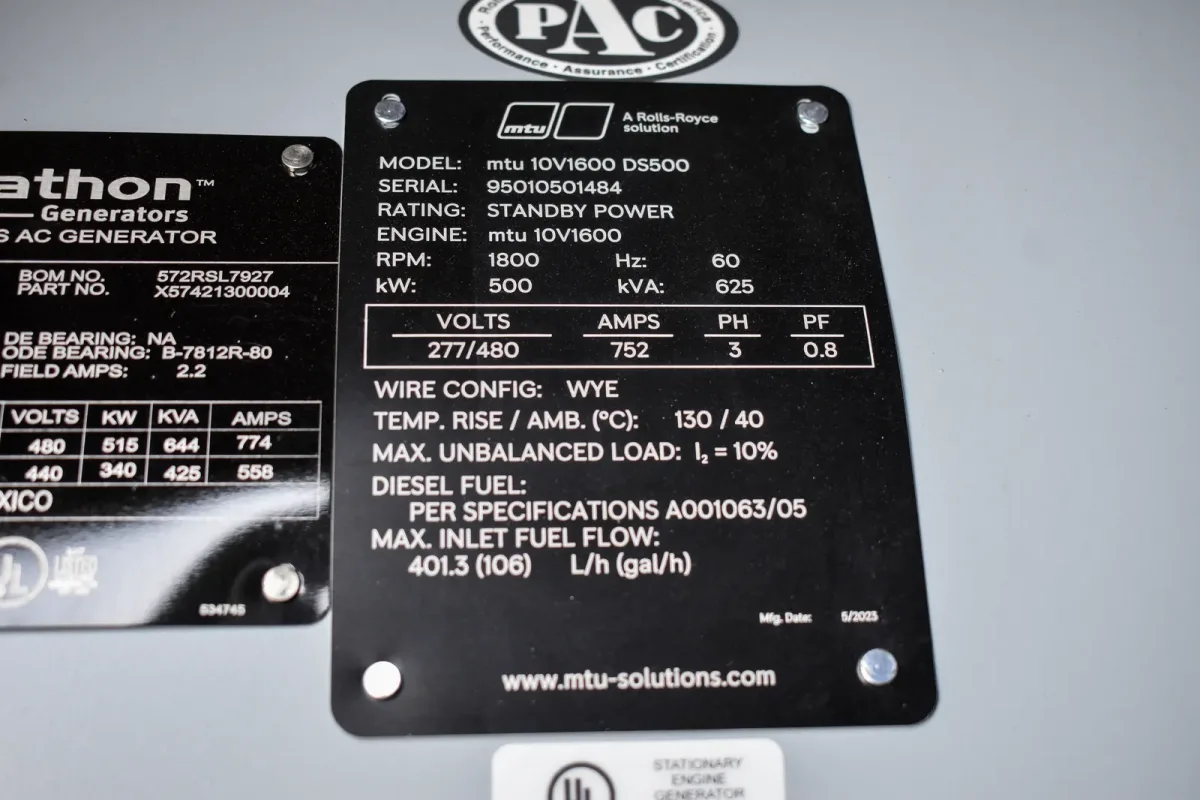 PAC
Performance · Assurance · Certification
athon™
Generators
S AC GENERATOR
BOM NO. 572RSL7927
PART NO. X57421300004
DE BEARING: NA
ODE BEARING: B-7812R-80
FIELD AMPS: 2.2
VOLTS KW KVA AMPS
480 515 644 774
440 340 425 558
XICO
UL LISTED
534745
mtu A Rolls-Royce
solution
MODEL: mtu 10V1600 DS500
SERIAL: 95010501484
RATING: STANDBY POWER
ENGINE: mtu 10V1600
RPM: 1800 Hz: 60
kW: 500 kVA: 625
VOLTS AMPS PH PF
277/480 752 3 0.8
WIRE CONFIG: WYE
TEMP. RISE / AMB. (°C): 130 / 40
MAX. UNBALANCED LOAD: I₂ = 10%
DIESEL FUEL:
PER SPECIFICATIONS A001063/05
MAX. INLET FUEL FLOW:
401.3 (106) L/h (gal/h)
Mfg. Date: 5/2023
www.mtu-solutions.com
UL STATIONARY
ENGINE
GENERATOR